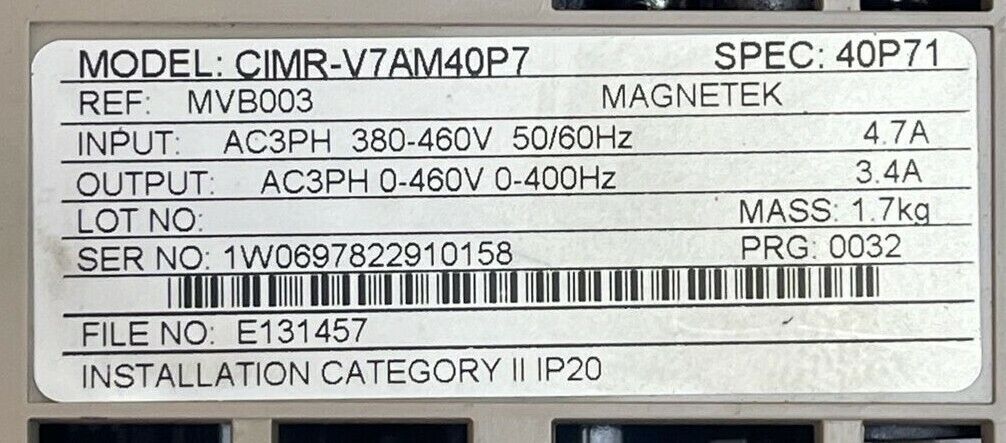 MODEL: CIMR-V7AM40P7 SPEC: 40P71
REF: MVB003 MAGNETEK
INPUT: AC3PH 380-460V 50/60Hz 4.7A
OUTPUT: AC3PH 0-460V 0-400Hz 3.4A
LOT NO: MASS: 1.7kg
SER NO: 1W0697822910158 PRG: 0032
FILE NO: E131457
INSTALLATION CATEGORY II IP20